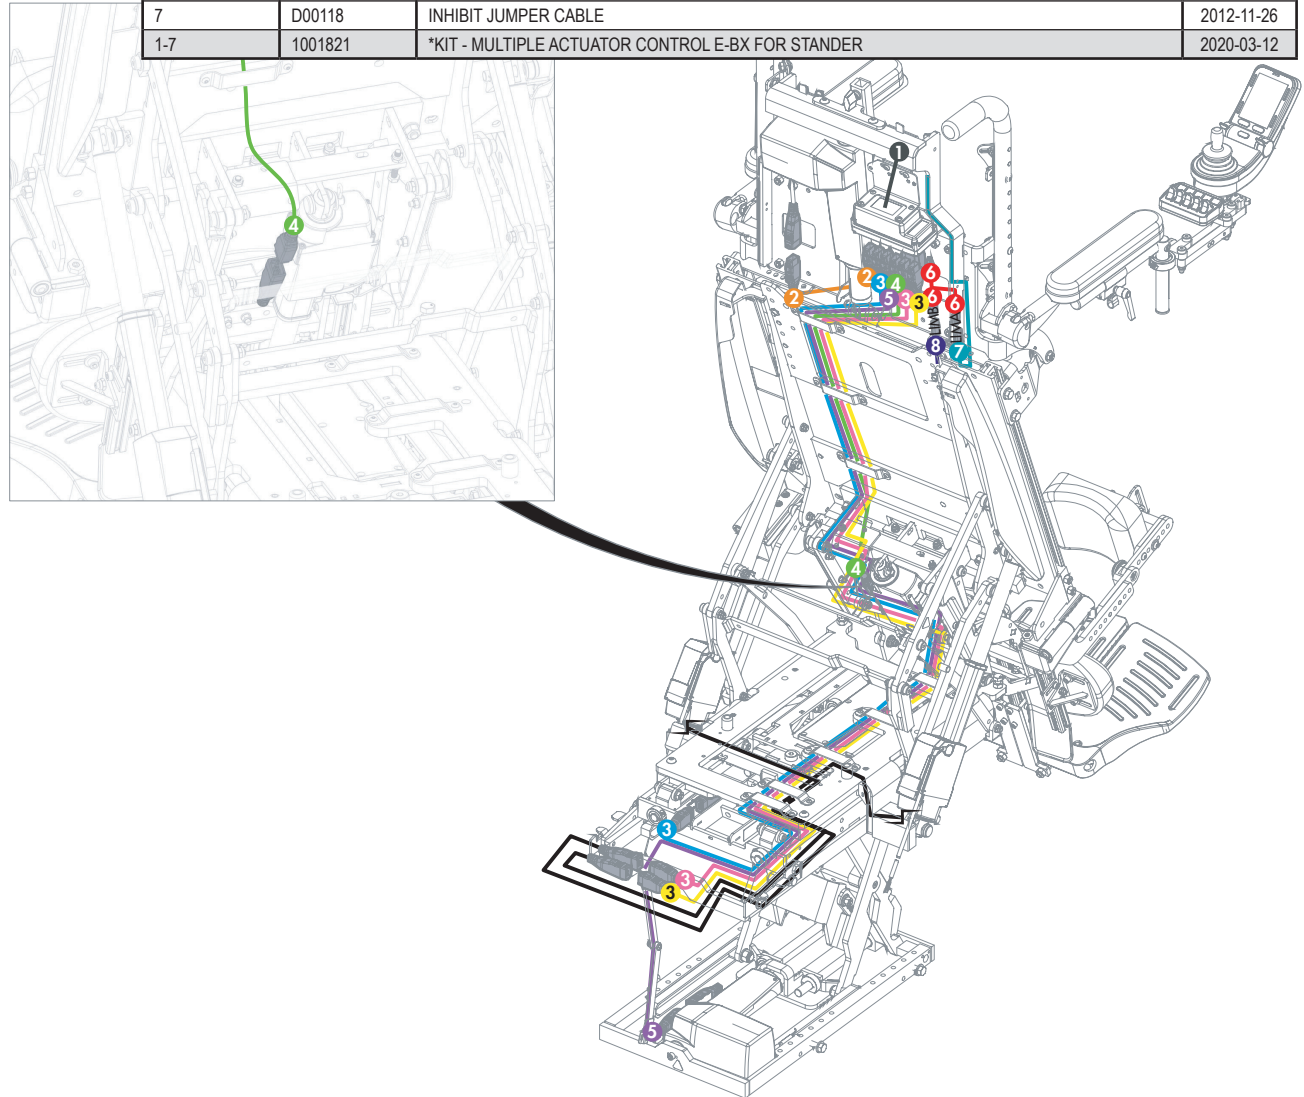 7 D00118 INHIBIT JUMPER CABLE 2012-11-26
1-7 1001821 *KIT - MULTIPLE ACTUATOR CONTROL E-BX FOR STANDER 2020-03-12
1
4
2 3 4 6
2 5 3 3 6 6
LIMB
LIMA
8 7
4
3
3
3
5